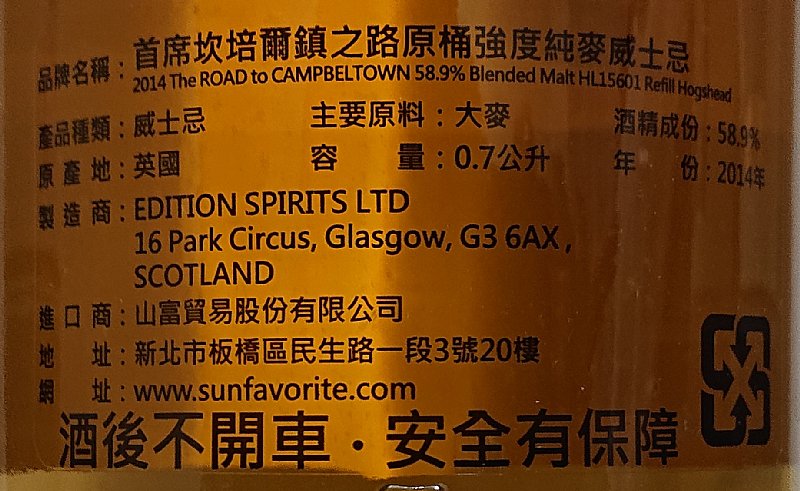 品牌名稱：首席坎培爾鎮之路原桶強度純麥威士忌
2014 The ROAD to CAMPBELTOWN 58.9% Blended Malt HL15601 Refill Hogshead
產品種類：威士忌 主要原料：大麥 酒精成份：58.9%
原產地：英國 容量：0.7公升 年份：2014年
製造商：EDITION SPIRITS LTD
16 Park Circus, Glasgow, G3 6AX,
SCOTLAND
進口商：山富貿易股份有限公司
地址：新北市板橋區民生路一段3號20樓
網址：www.sunfavorite.com
酒後不開車·安全有保障